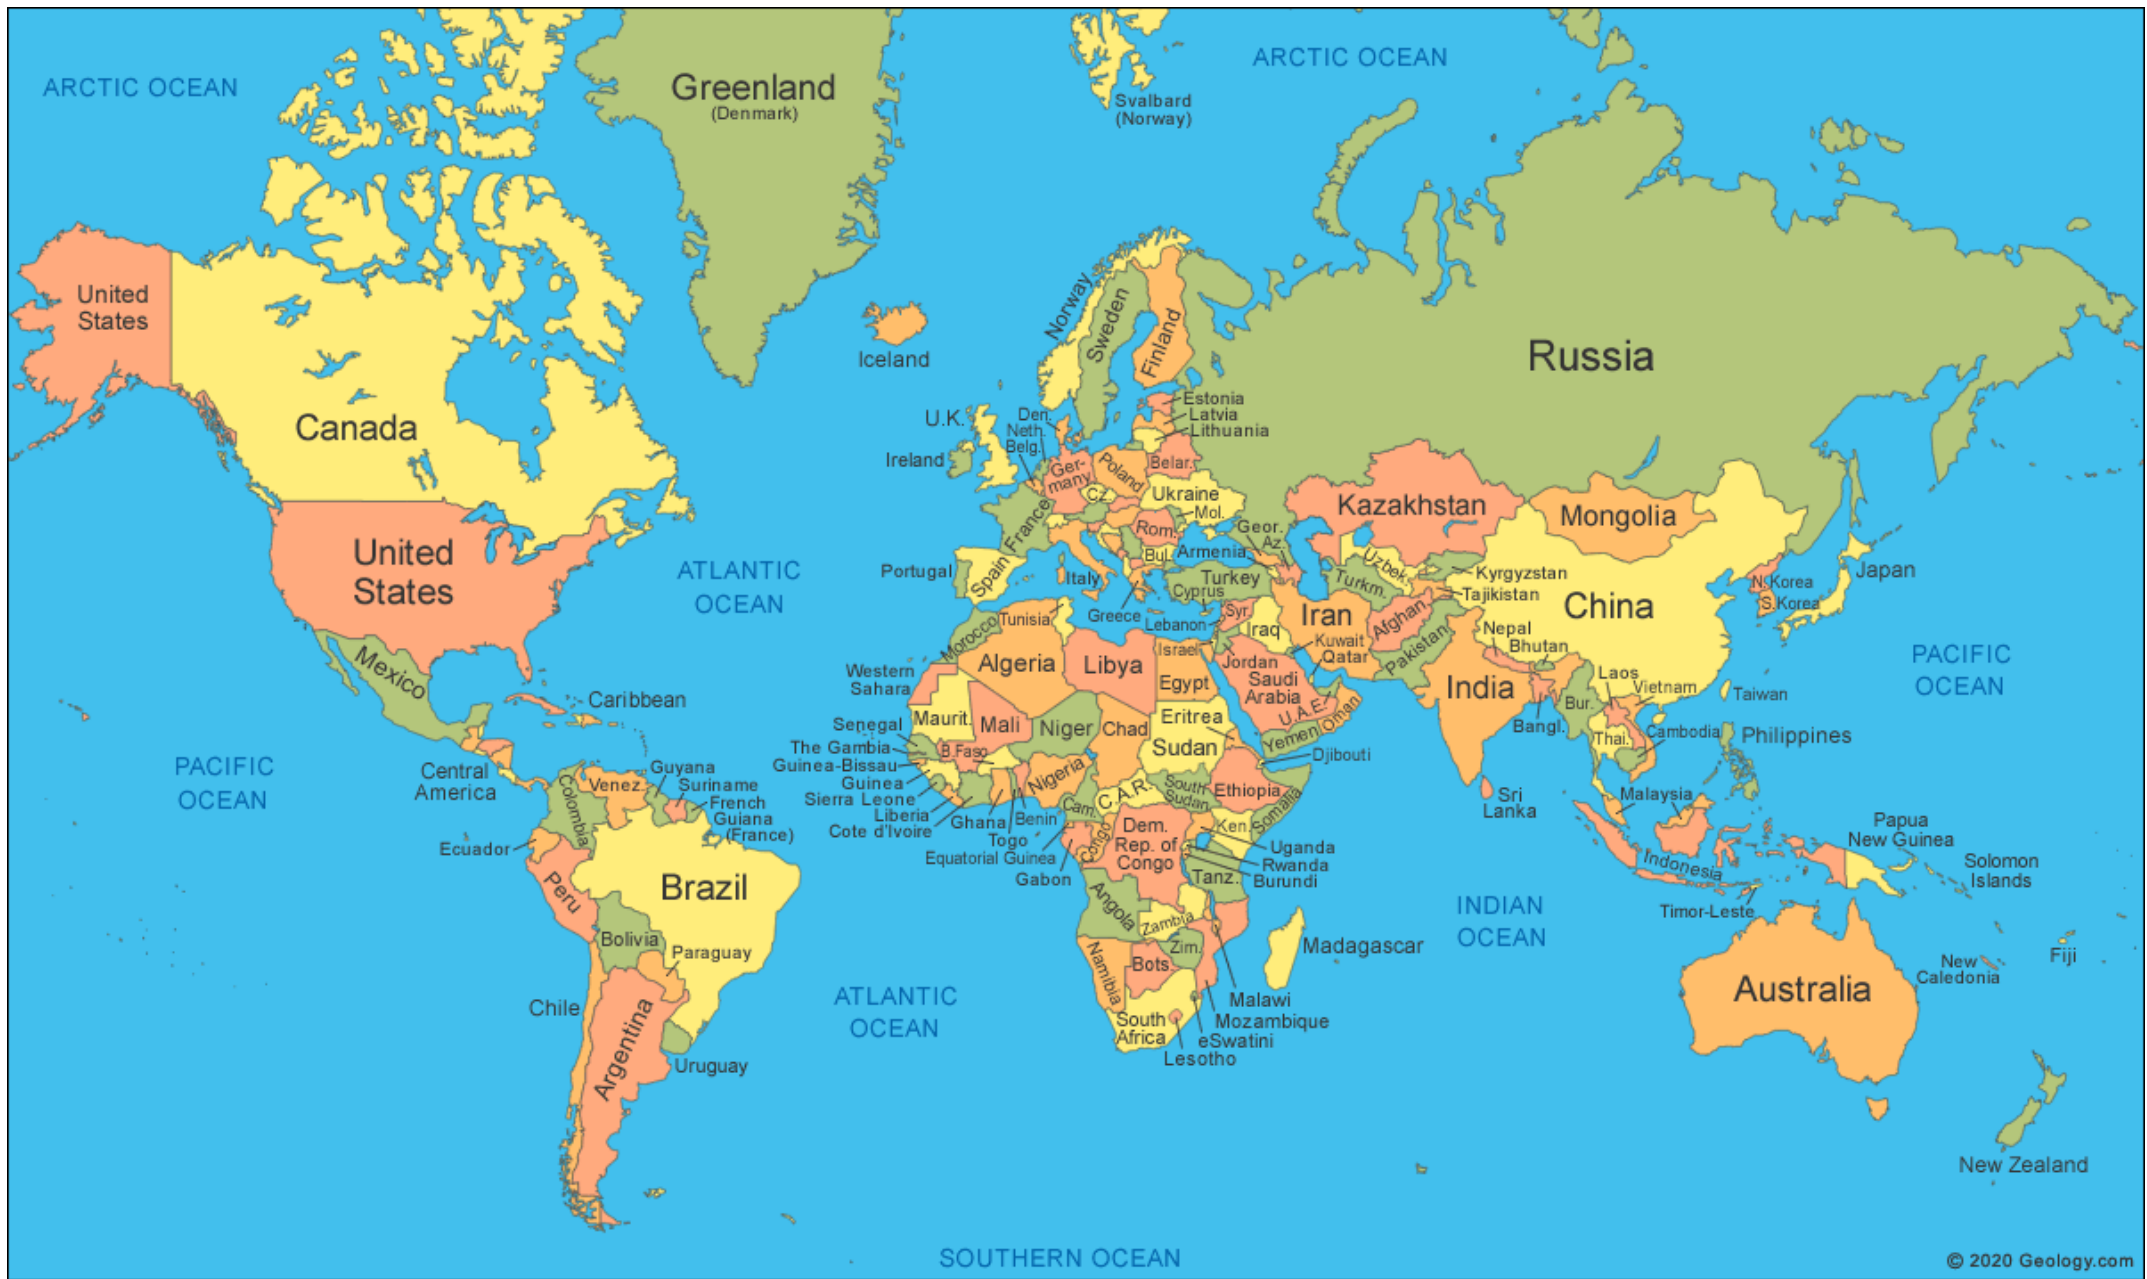 ARCTIC OCEAN
Greenland
(Denmark)
Svalbard
(Norway)
ARCTIC OCEAN
United
States
Canada
Iceland
Norway
Sweden
Finland
Russia
U.K.
Ireland
Den.
Neth.
Belg.
Estonia
Latvia
Lithuania
Ger-
many
Poland
Belar.
Cz.
Ukraine
Mol.
France
Rom.
Bul.
Geor.
Az.
Armenia
Kazakhstan
Mongolia
United
States
ATLANTIC
OCEAN
Portugal
Spain
Italy
Greece
Turkey
Cyprus
Lebanon
Syr.
Iraq
Iran
Uzbek.
Turkm.
Kyrgyzstan
Tajikistan
Afghan.
Pakistan
China
N. Korea
S.Korea
Japan
Mexico
Caribbean
Central
America
Morocco
Tunisia
Algeria
Libya
Israel
Egypt
Jordan
Kuwait
Qatar
Saudi
Arabia
U.A.E.
Oman
Yemen
Nepal
Bhutan
India
Bangl.
Bur.
Laos
Vietnam
Thai.
Cambodia
Taiwan
Philippines
PACIFIC
OCEAN
Western
Sahara
Maurit.
Mali
Niger
Chad
Sudan
Eritrea
Djibouti
Senegal
The Gambia
Guinea-Bissau
Guinea
Sierra Leone
Liberia
Cote d'Ivoire
B.Faso
Ghana
Togo
Benin
Nigeria
Cam.
C.A.R.
South
Sudan
Ethiopia
Somalia
Equatorial Guinea
Gabon
Congo
Dem.
Rep. of
Congo
Ken.
Uganda
Rwanda
Burundi
Tanz.
PACIFIC
OCEAN
Colombia
Venez.
Guyana
Suriname
French
Guiana
(France)
Ecuador
Peru
Brazil
Bolivia
Paraguay
Chile
Argentina
Uruguay
ATLANTIC
OCEAN
Angola
Zambia
Zim.
Namibia
Bots.
South
Africa
Malawi
Mozambique
eSwatini
Lesotho
Madagascar
INDIAN
OCEAN
Sri
Lanka
Malaysia
Indonesia
Timor-Leste
Papua
New Guinea
Solomon
Islands
Australia
New
Caledonia
Fiji
New Zealand
SOUTHERN OCEAN
© 2020 Geology.com